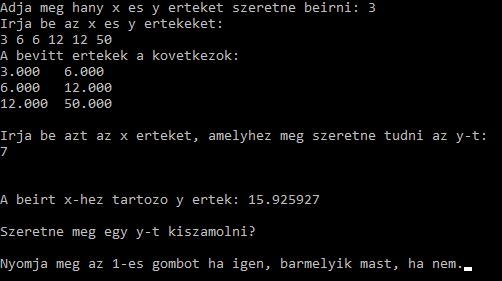 Adja meg hany x es y erteket szeretne beirni: 3
Irja be az x es y ertekeket:
3 6 6 12 12 50
A bevitt ertekek a kovetkezok:
3.000 6.000
6.000 12.000
12.000 50.000
Irja be azt az x erteket, amelyhez meg szeretne tudni az y-t:
7
A beirt x-hez tartozo y ertek: 15.925927
Szeretne meg egy y-t kiszamolni?
Nyomja meg az 1-es gombot ha igen, barmelyik mast, ha nem.